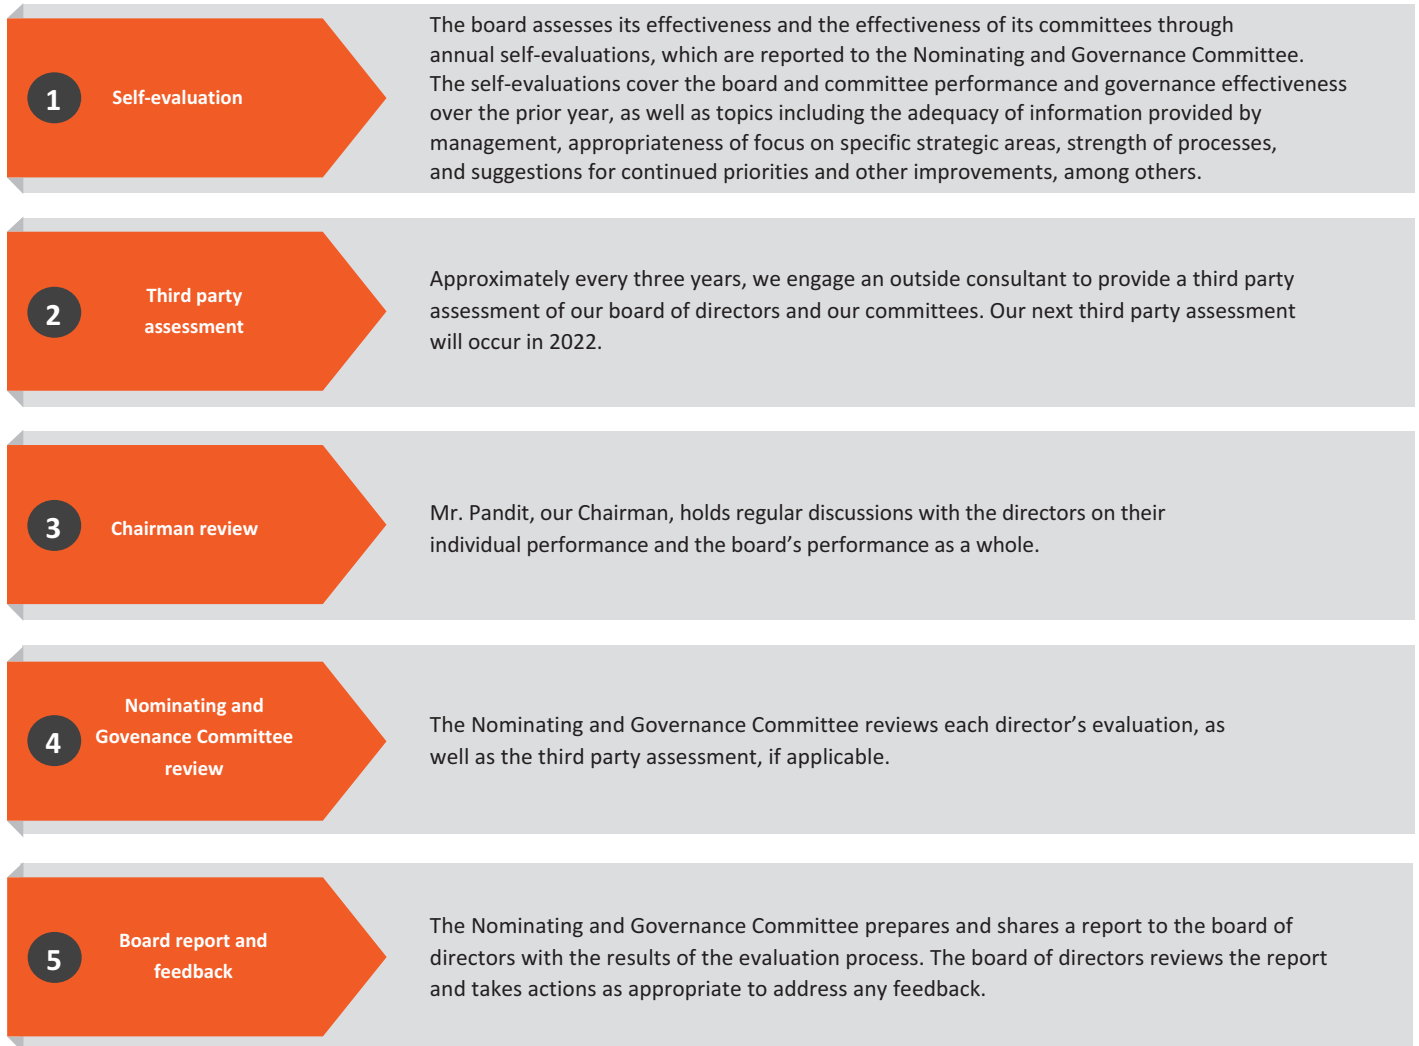 The board assesses its effectiveness and the effectiveness of its committees through
annual self-evaluations, which are reported to the Nominating and Governance Committee.
1 Self-evaluation The self-evaluations cover the board and committee performance and governance effectiveness
over the prior year, as well as topics including the adequacy of information provided by
management, appropriateness of focus on specific strategic areas, strength of processes,
and suggestions for continued priorities and other improvements, among others.
2
Third party
assessment
Approximately every three years, we engage an outside consultant to provide a third party
assessment of our board of directors and our committees. Our next third party assessment
will occur in 2022.
3 Chairman review
Mr. Pandit, our Chairman, holds regular discussions with the directors on their
individual performance and the board’s performance as a whole.
4
Nominating and
Govenance Committee
review
The Nominating and Governance Committee reviews each director’s evaluation, as
well as the third party assessment, if applicable.
5
Board report and
feedback
The Nominating and Governance Committee prepares and shares a report to the board of
directors with the results of the evaluation process. The board of directors reviews the report
and takes actions as appropriate to address any feedback.